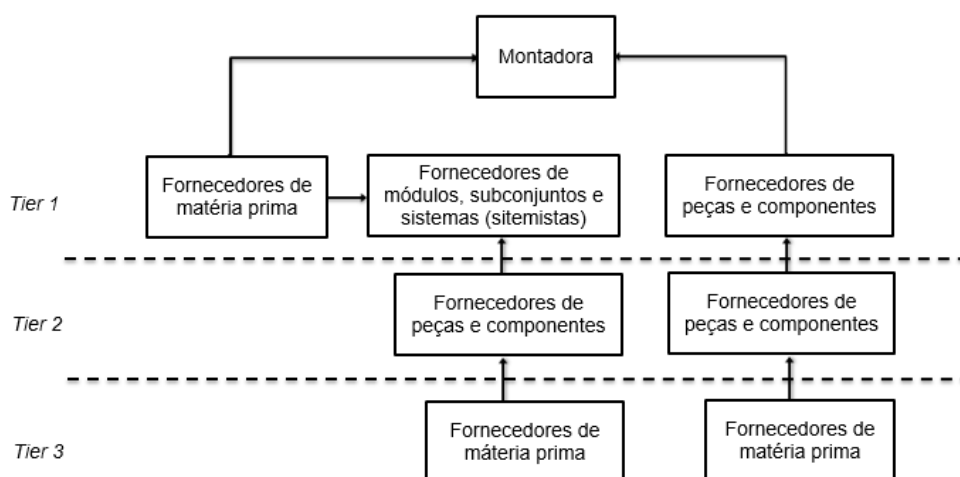 Montadora
Tier 1
Fornecedores de
matéria prima
Fornecedores de
módulos, subconjuntos e
sistemas (sitemistas)
Fornecedores de
peças e componentes
Tier 2
Fornecedores de
peças e componentes
Fornecedores de
peças e componentes
Tier 3
Fornecedores de
máteria prima
Fornecedores de
matéria prima